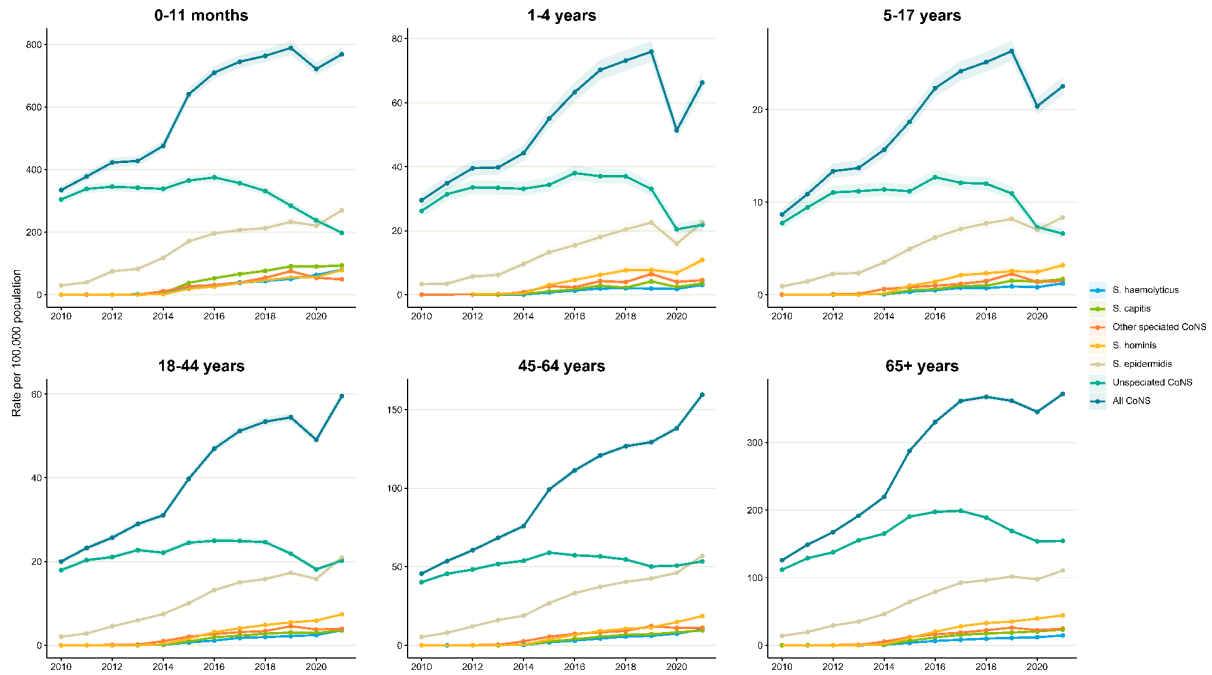 0-11 months
1-4 years
5-17 years
800
600
400
200
0
80
60
40
20
0
20
10
0
2010 2012 2014 2016 2018 2020
2010 2012 2014 2016 2018 2020
2010 2012 2014 2016 2018 2020
Rate per 100,000 population
S. haemolyticus
S. capitis
Other speciated CoNS
S. hominis
S. epidermidis
Unspeciated CoNS
All CoNS
18-44 years
45-64 years
65+ years
60
40
20
0
150
100
50
0
300
200
100
0
2010 2012 2014 2016 2018 2020
2010 2012 2014 2016 2018 2020
2010 2012 2014 2016 2018 2020